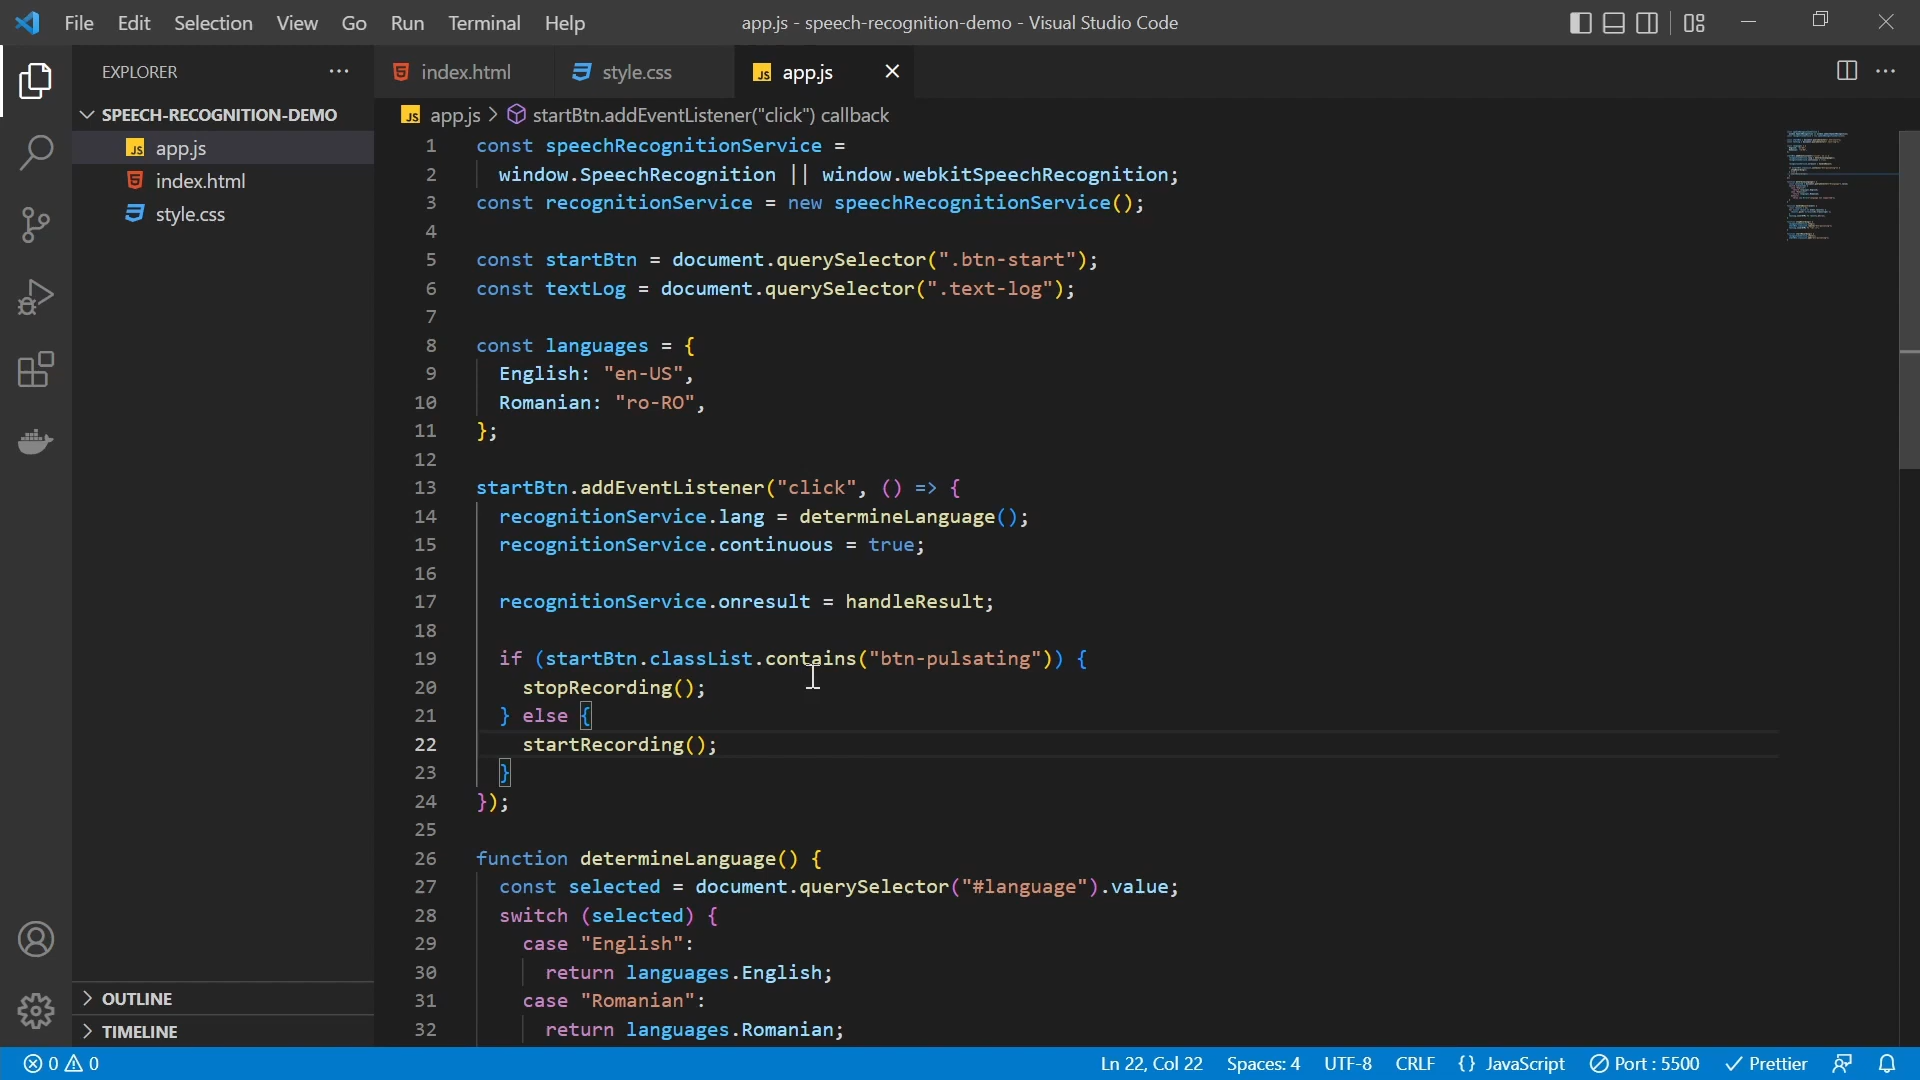 File Edit Selection View Go Run Terminal Help
app.js - speech-recognition-demo - Visual Studio Code
EXPLORER
index.html
style.css
JS app.js
SPEECH-RECOGNITION-DEMO
JS app.js
index.html
style.css
JS app.js > startBtn.addEventListener("click") callback
1 const speechRecognitionService =
2 window.SpeechRecognition || window.webkitSpeechRecognition;
3 const recognitionService = new speechRecognitionService();
4
5 const startBtn = document.querySelector(".btn-start");
6 const textLog = document.querySelector(".text-log");
7
8 const languages = {
9 English: "en-US",
10 Romanian: "ro-RO",
11 };
12
13 startBtn.addEventListener("click", () => {
14 recognitionService.lang = determineLanguage();
15 recognitionService.continuous = true;
16
17 recognitionService.onresult = handleResult;
18
19 if (startBtn.classList.contains("btn-pulsating")) {
20 stopRecording();
21 } else {
22 startRecording();
23 }
24 });
25
26 function determineLanguage() {
27 const selected = document.querySelector("#language").value;
28 switch (selected) {
29 case "English":
30 return languages.English;
31 case "Romanian":
32 return languages.Romanian;
OUTLINE
TIMELINE
0 0
Ln 22, Col 22 Spaces: 4 UTF-8 CRLF {} JavaScript Port : 5500 Prettier